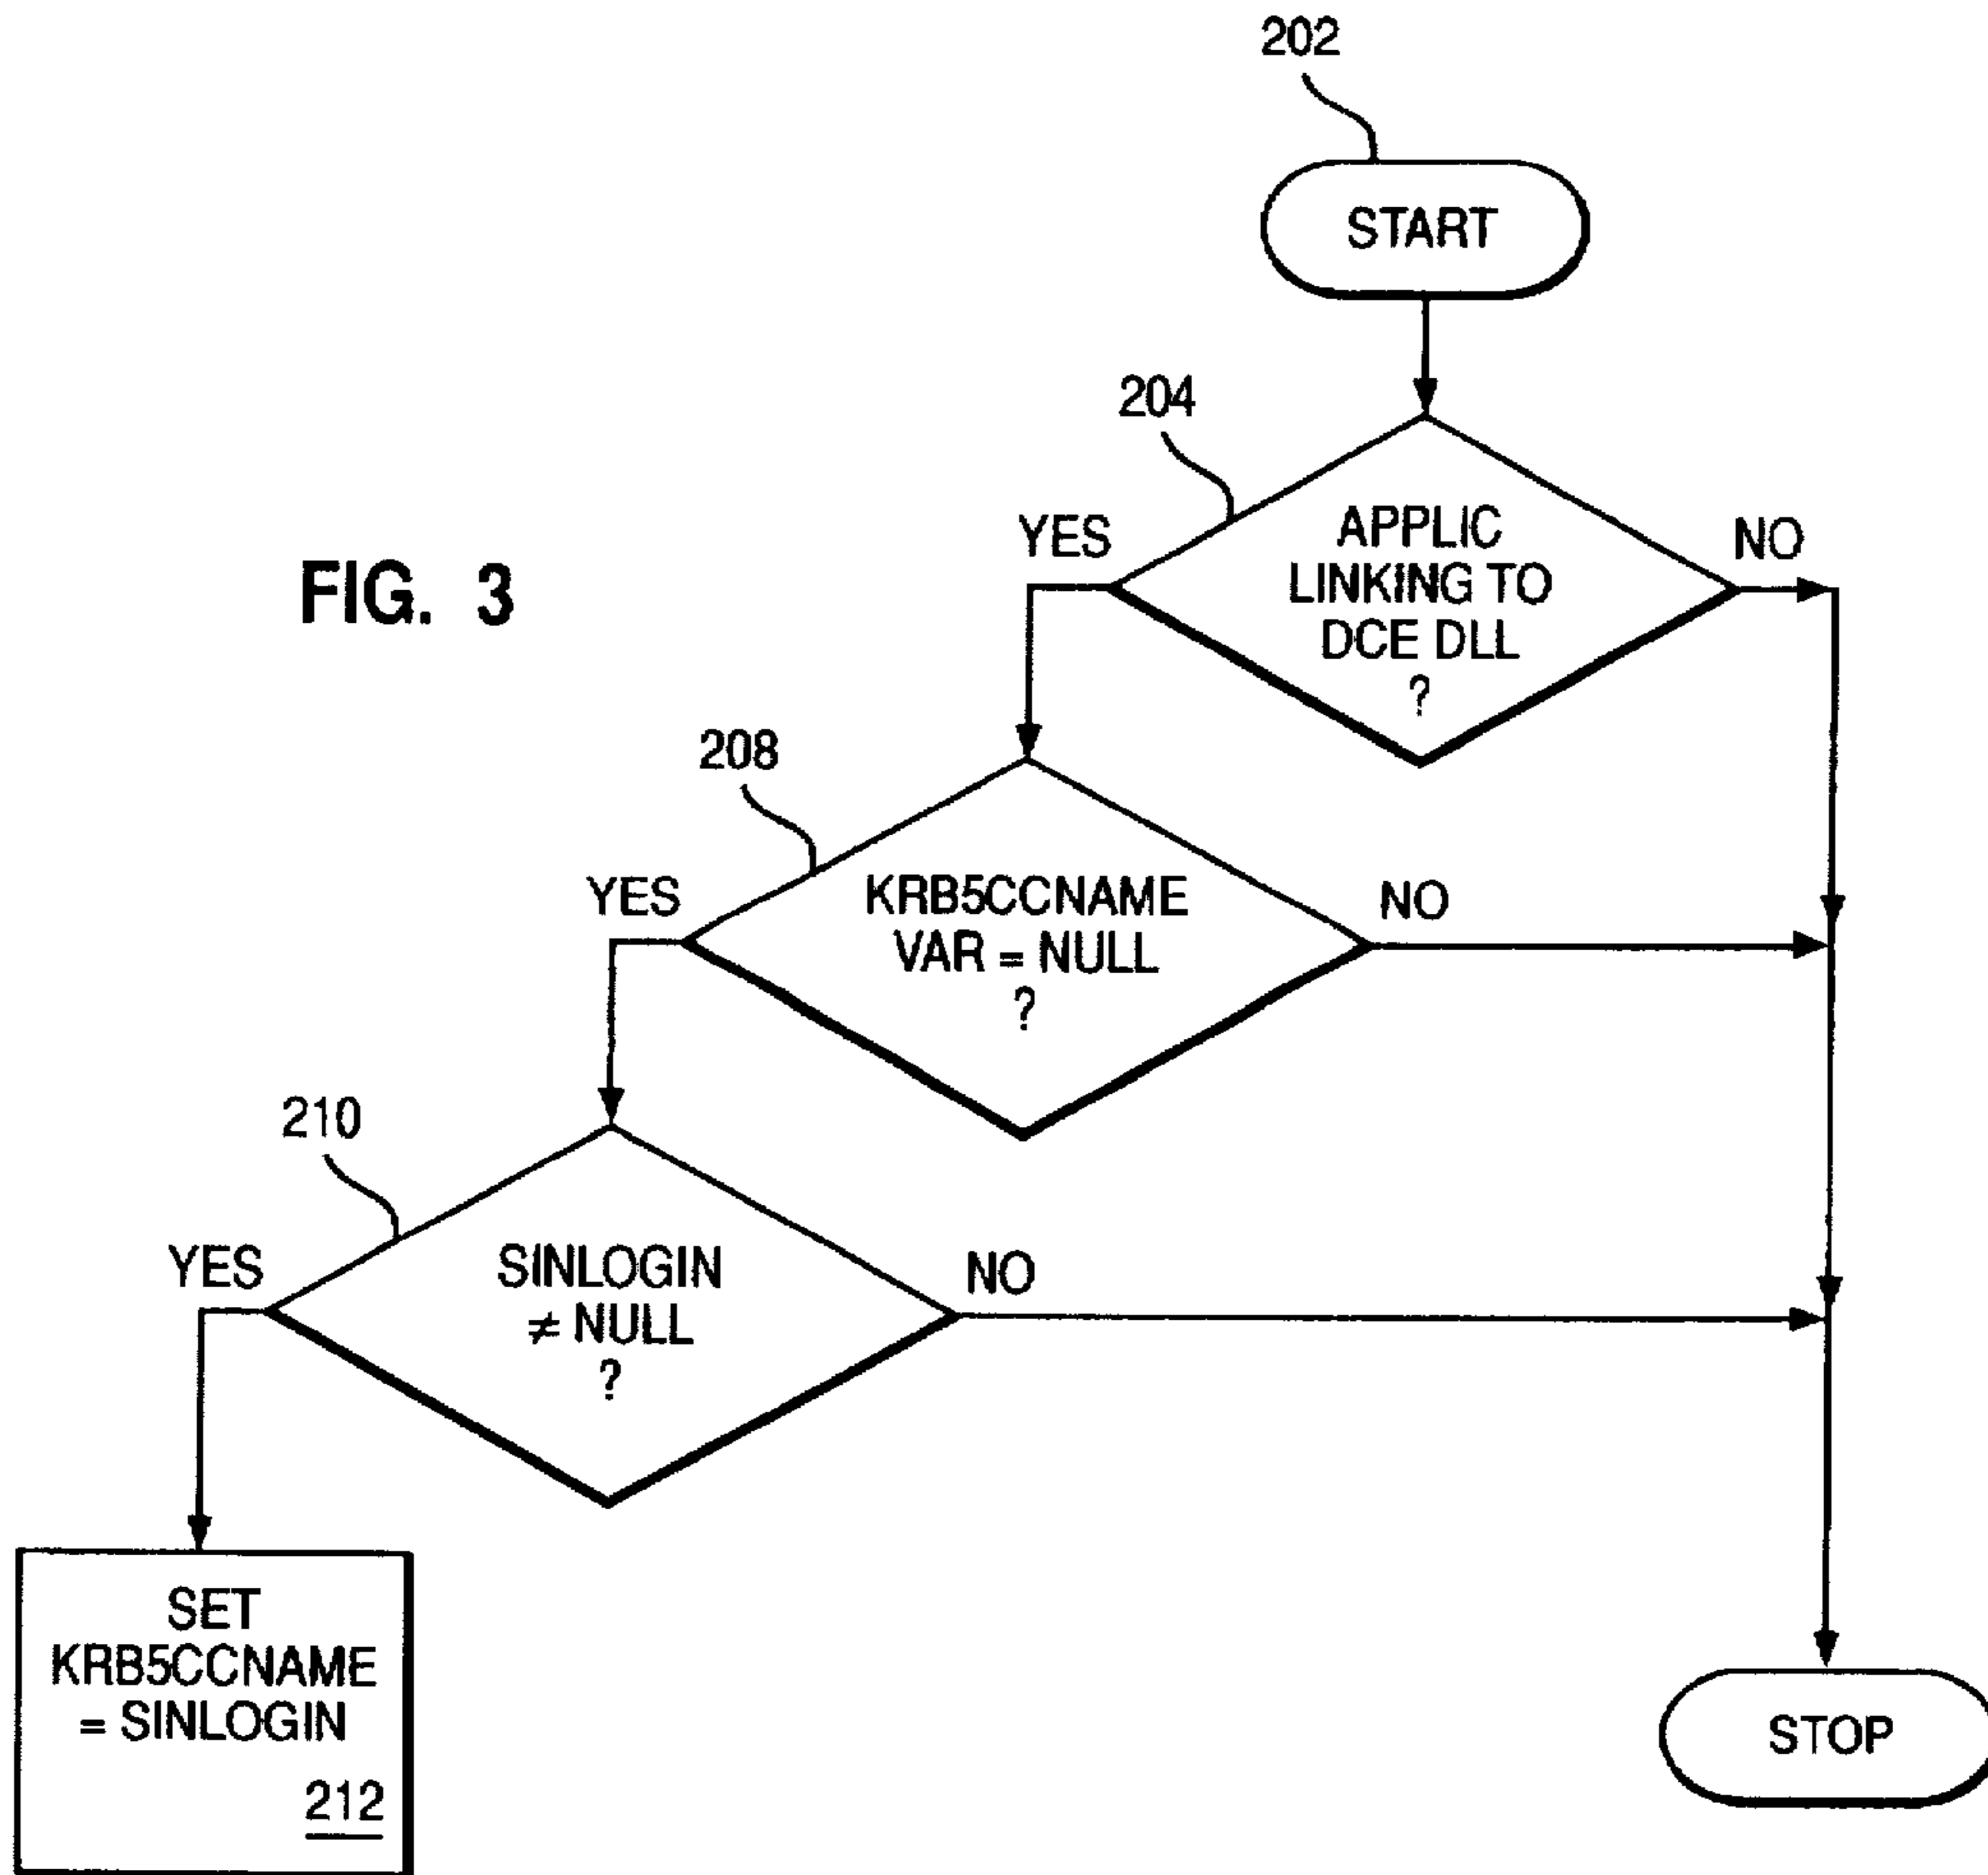 202
START
204
YES
APPLIC
LINKING TO
DCE DLL
?
NO
FIG. 3
208
YES
KRB5CCNAME
VAR = NULL
?
NO
210
YES
SINLOGIN
≠ NULL
?
NO
SET
KRB5CCNAME
= SINLOGIN
212
STOP